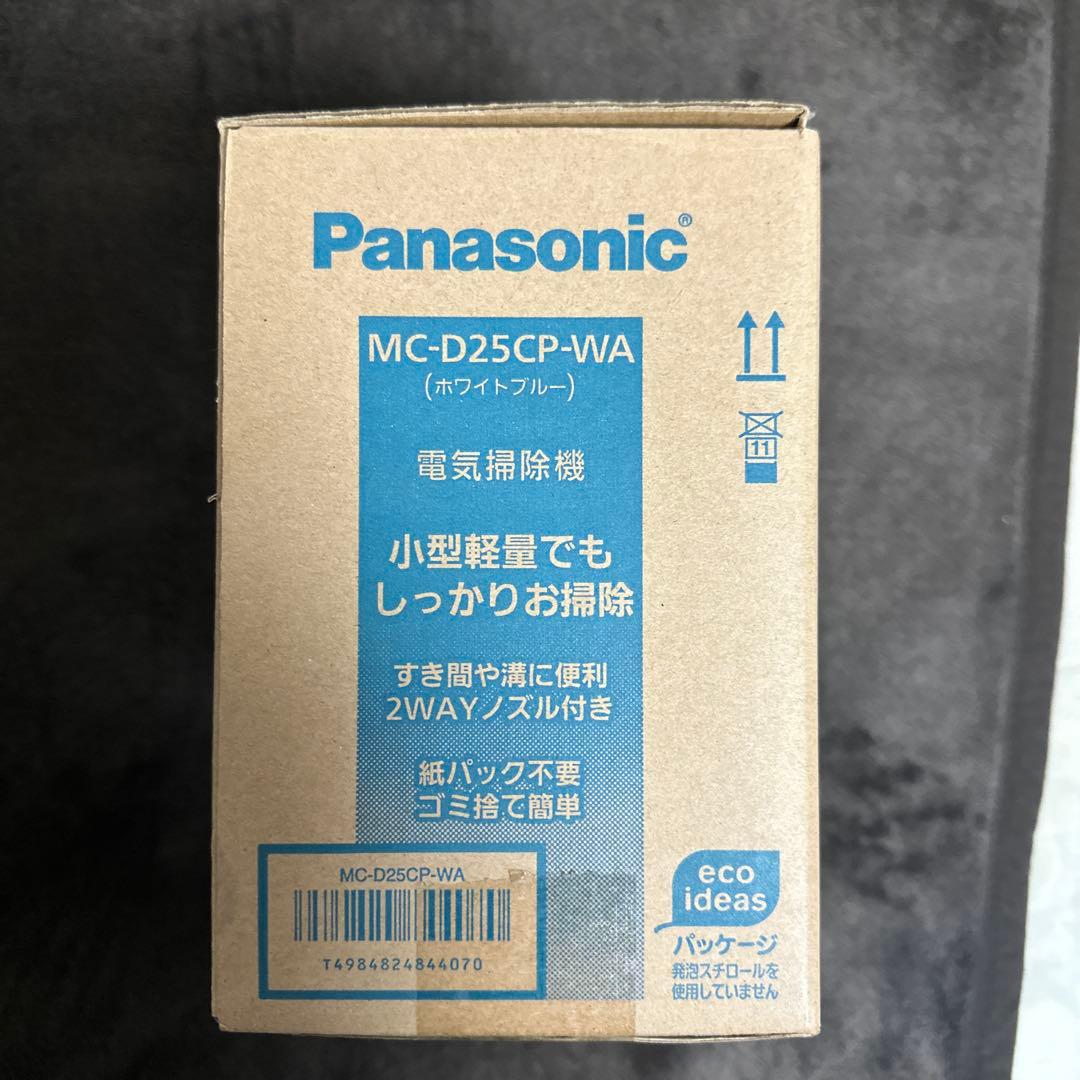 Panasonic®
MC-D25CP-WA
(ホワイトブルー)
電気掃除機
小型軽量でも
しっかりお掃除
すき間や溝に便利
2WAYノズル付き
紙パック不要
ゴミ捨て簡単
11
MC-D25CP-WA
T4984824844070
eco
ideas
パッケージ
発泡スチロールを
使用していません